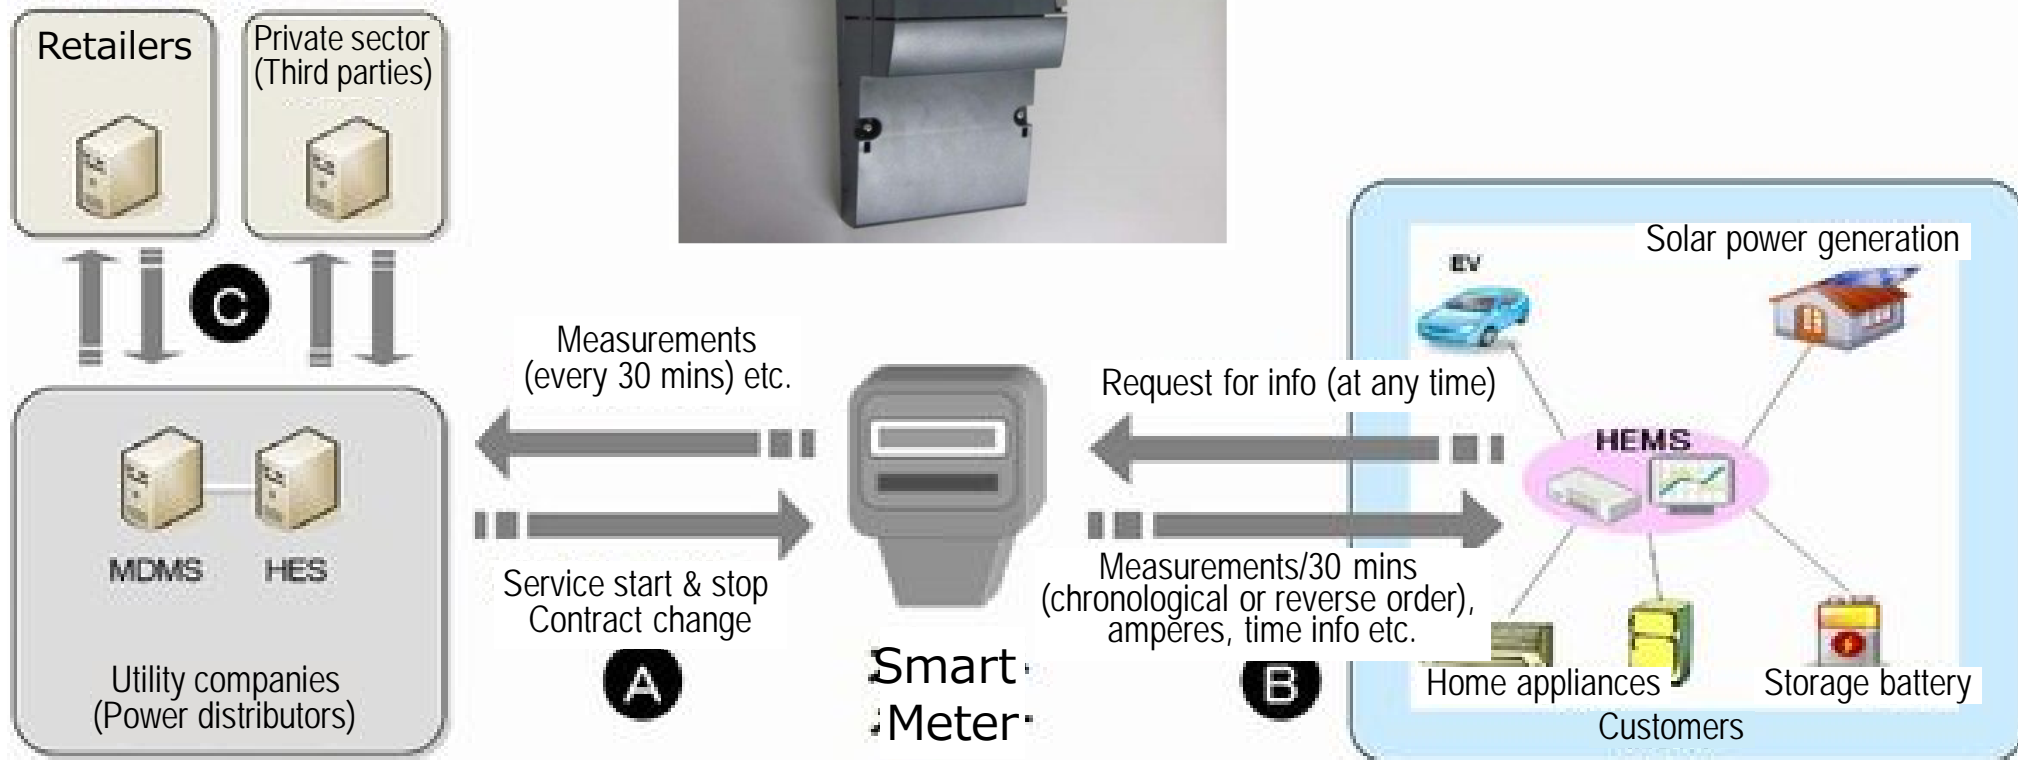 Retailers
Private sector
(Third parties)
C
Measurements
(every 30 mins) etc.
Service start & stop
Contract change
A
MDMS
HES
Utility companies
(Power distributors)
Smart
Meter
Request for info (at any time)
Measurements/30 mins
(chronological or reverse order),
amperes, time info etc.
B
Solar power generation
EV
HEMS
Home appliances
Storage battery
Customers